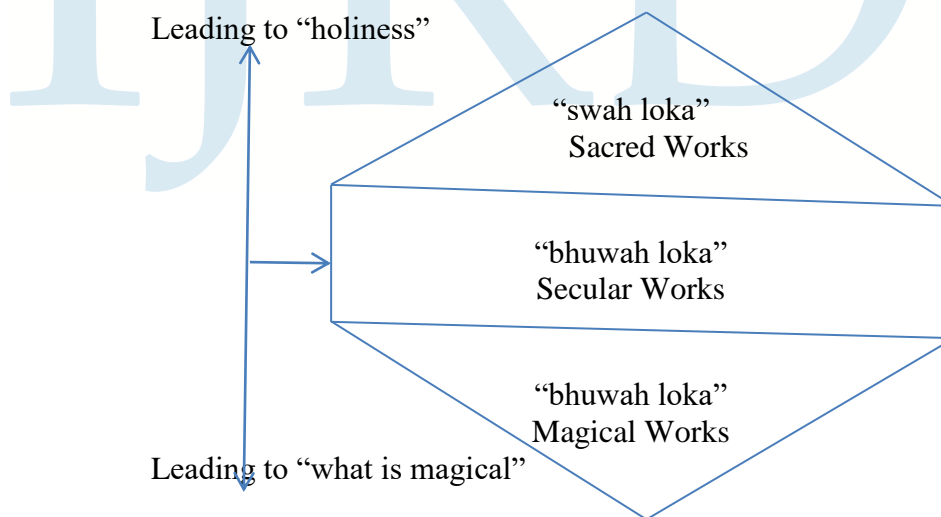 Leading to “holiness”
“swah loka”
Sacred Works
“bhuwah loka”
Secular Works
“bhuwah loka”
Magical Works
Leading to “what is magical”
IJRD